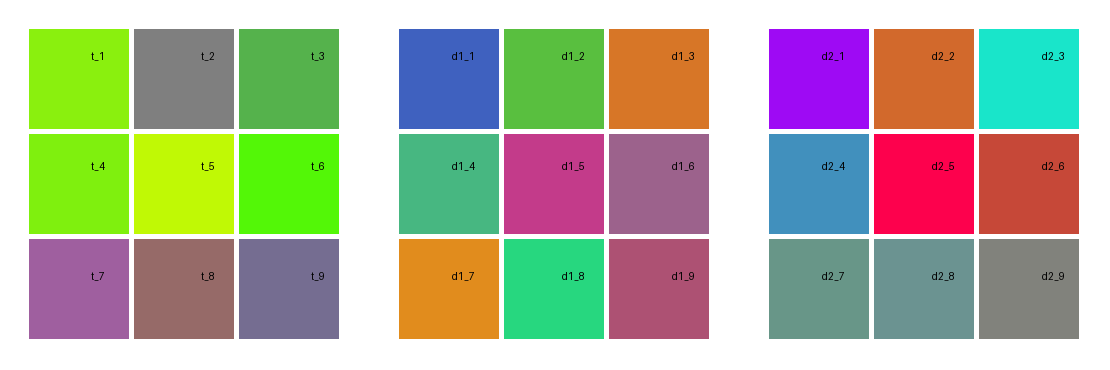 t_1 t_2 t_3 d1_1 d1_2 d1_3 d2_1 d2_2 d2_3
t_4 t_5 t_6 d1_4 d1_5 d1_6 d2_4 d2_5 d2_6
t_7 t_8 t_9 d1_7 d1_8 d1_9 d2_7 d2_8 d2_9